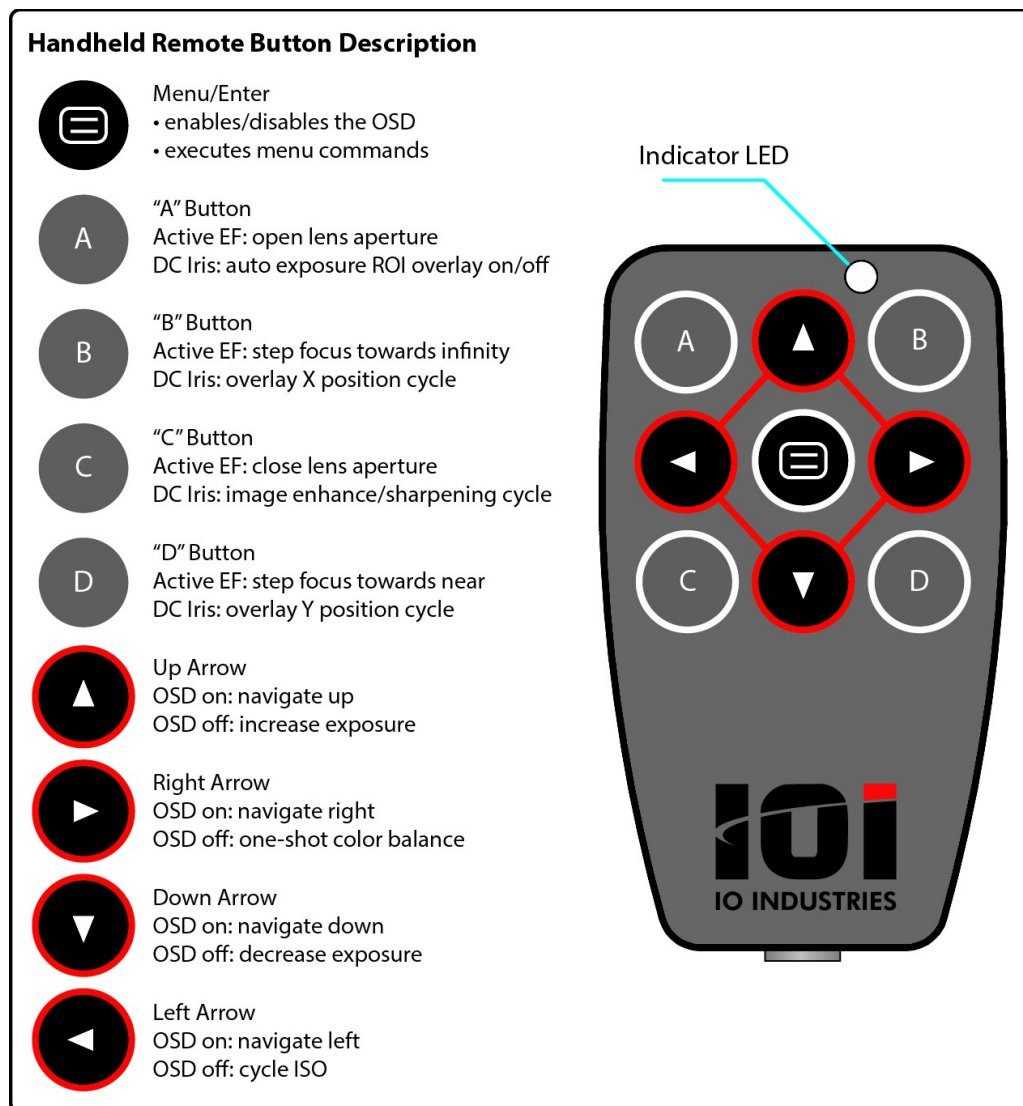 Handheld Remote Button Description
Menu/Enter
• enables/disables the OSD
• executes menu commands
A
“A” Button
Active EF: open lens aperture
DC Iris: auto exposure ROI overlay on/off
B
“B” Button
Active EF: step focus towards infinity
DC Iris: overlay X position cycle
C
“C” Button
Active EF: close lens aperture
DC Iris: image enhance/sharpening cycle
D
“D” Button
Active EF: step focus towards near
DC Iris: overlay Y position cycle
Up Arrow
OSD on: navigate up
OSD off: increase exposure
Right Arrow
OSD on: navigate right
OSD off: one-shot color balance
Down Arrow
OSD on: navigate down
OSD off: decrease exposure
Left Arrow
OSD on: navigate left
OSD off: cycle ISO
Indicator LED
A
B
C
D
IOi
IO INDUSTRIES